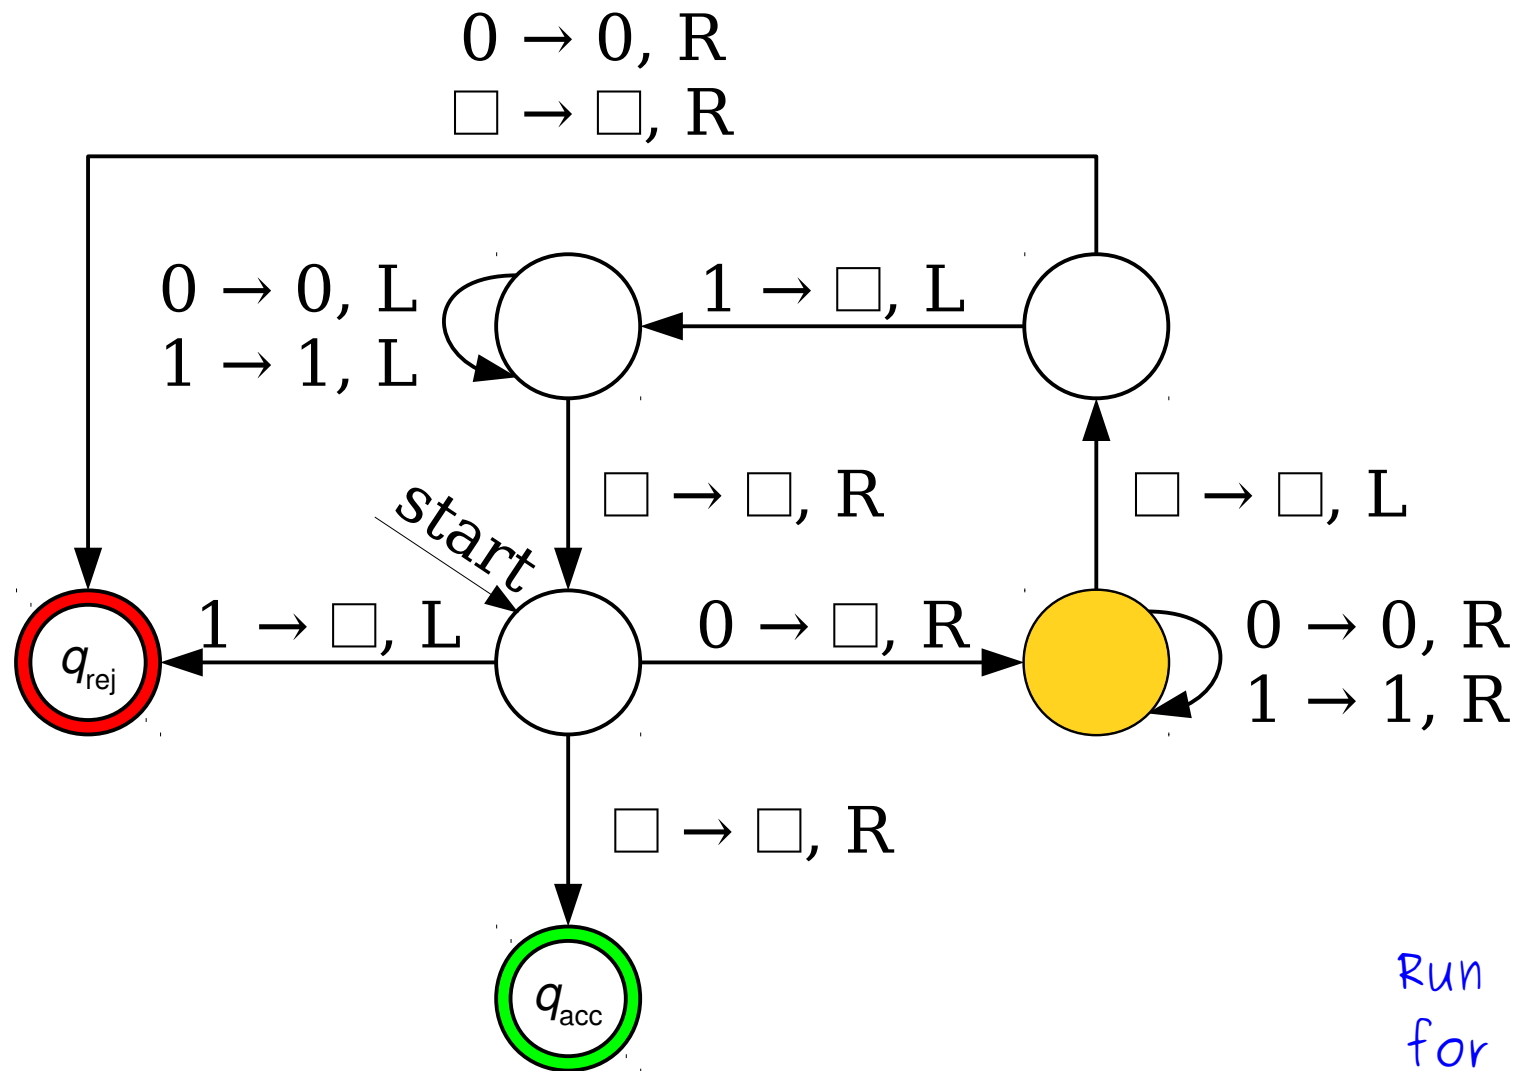 0 → 0, R
□ → □, R
0 → 0, L
1 → 1, L
1 → □, L
□ → □, R
□ → □, L
start
1 → □, L
0 → □, R
0 → 0, R
1 → 1, R
qrej
□ → □, R
qacc
Run
for